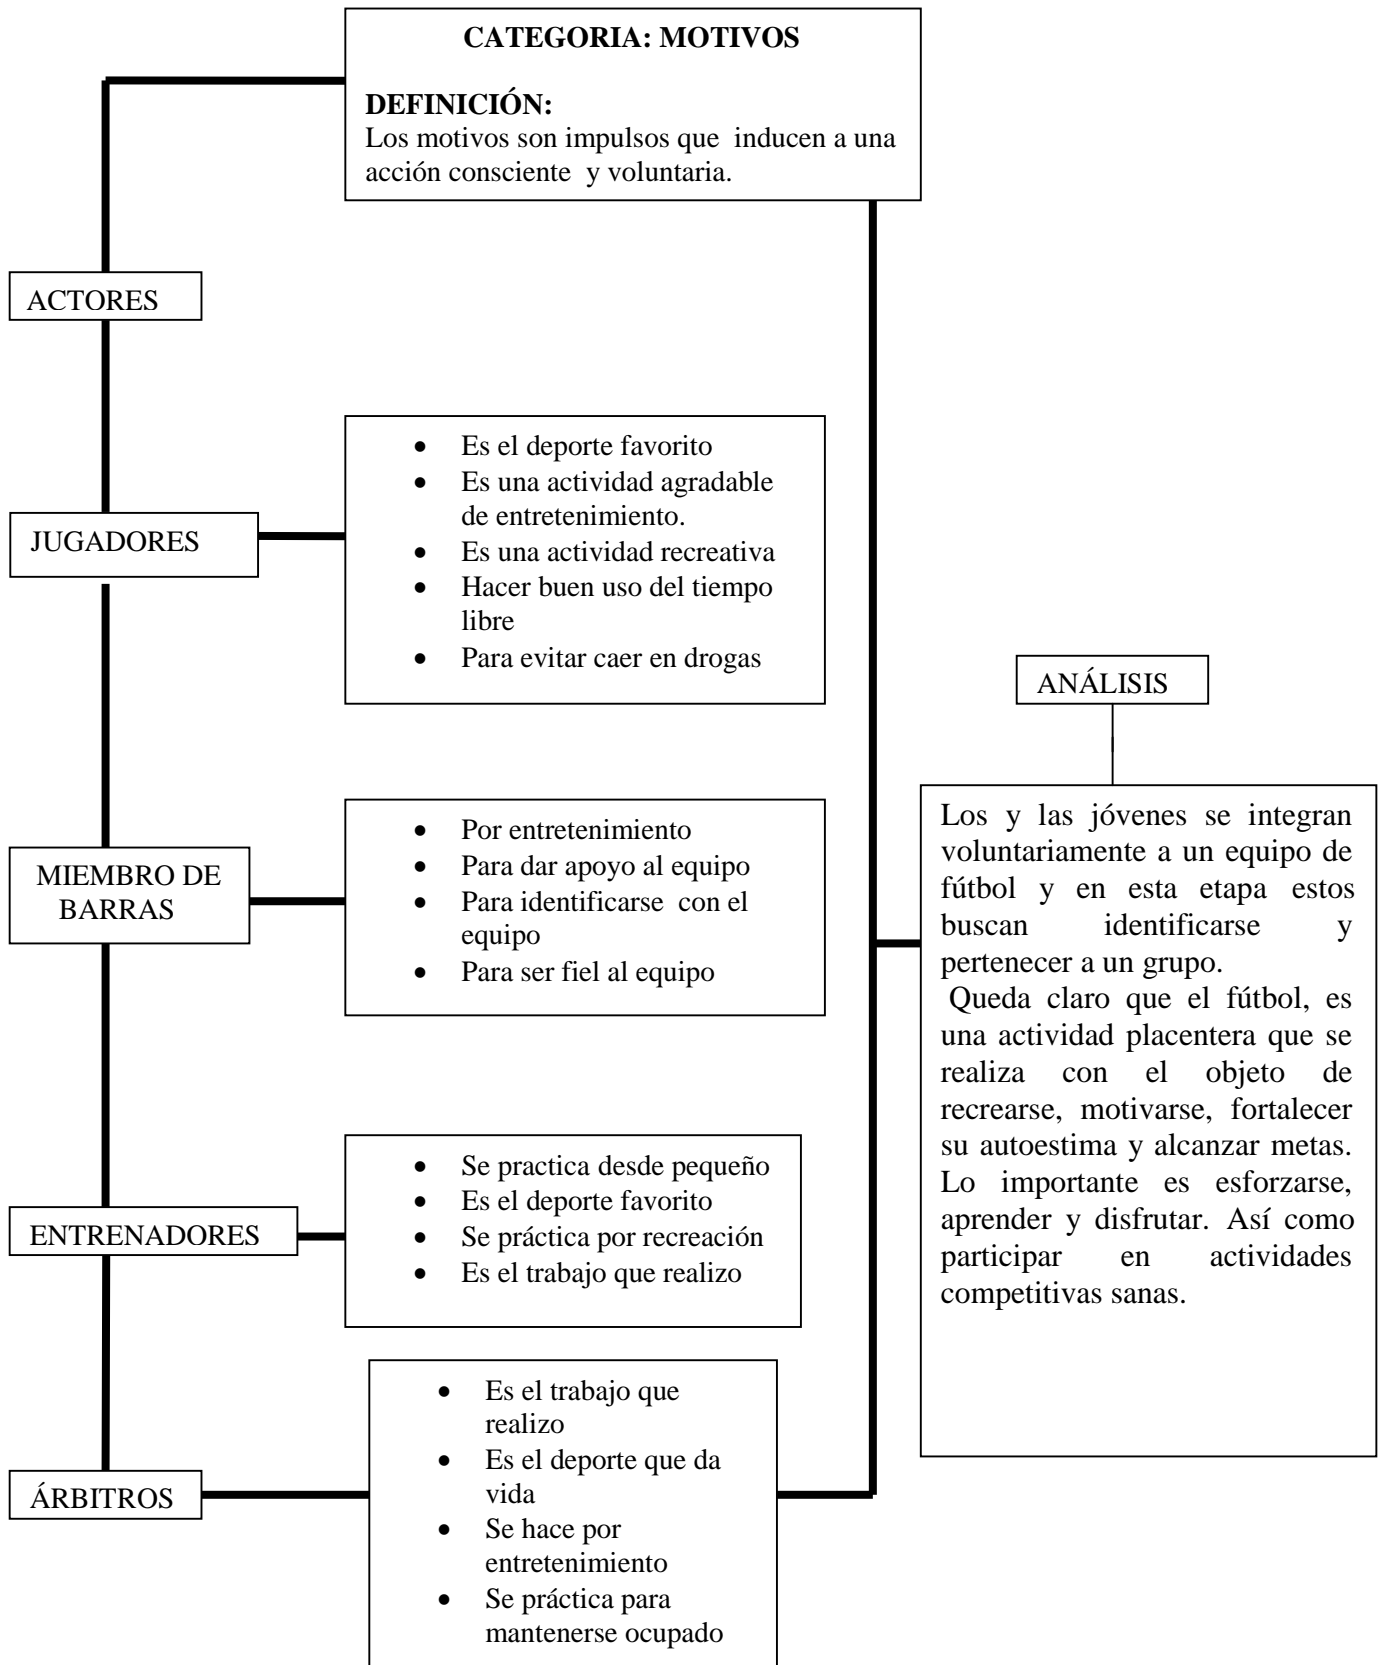 CATEGORIA: MOTIVOS
DEFINICIÓN:
Los motivos son impulsos que inducen a una
acción consciente y voluntaria.
ACTORES
JUGADORES
• Es el deporte favorito
• Es una actividad agradable
de entretenimiento.
• Es una actividad recreativa
• Hacer buen uso del tiempo
libre
• Para evitar caer en drogas
MIEMBRO DE
BARRAS
• Por entretenimiento
• Para dar apoyo al equipo
• Para identificarse con el
equipo
• Para ser fiel al equipo
ENTRENADORES
• Se practica desde pequeño
• Es el deporte favorito
• Se práctica por recreación
• Es el trabajo que realizo
ÁRBITROS
• Es el trabajo que
realizo
• Es el deporte que da
vida
• Se hace por
entretenimiento
• Se práctica para
mantenerse ocupado
ANÁLISIS
Los y las jóvenes se integran
voluntariamente a un equipo de
fútbol y en esta etapa estos
buscan identificarse y
pertenecer a un grupo.
Queda claro que el fútbol, es
una actividad placentera que se
realiza con el objeto de
recrearse, motivarse, fortalecer
su autoestima y alcanzar metas.
Lo importante es esforzarse,
aprender y disfrutar. Así como
participar en actividades
competitivas sanas.